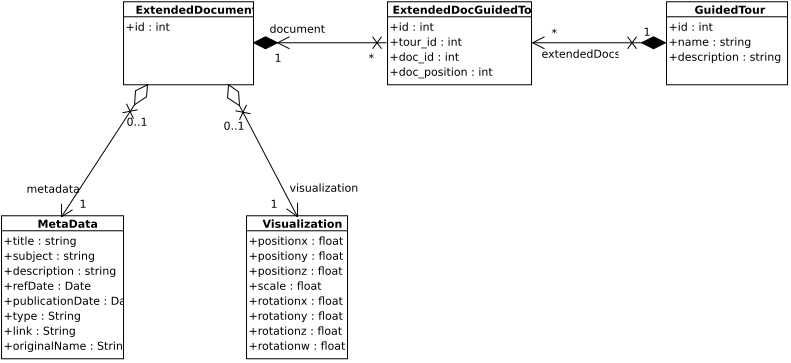 ExtendedDocument
+id : int
document
1
*
ExtendedDocGuidedTo
+id : int
+tour_id : int
+doc_id : int
+doc_position : int
*
extendedDocs
1
GuidedTour
+id : int
+name : string
+description : string
0..1
0..1
metadata
1
visualization
1
MetaData
+title : string
+subject : string
+description : string
+refDate : Date
+publicationDate : Da
+type : String
+link : String
+originalName : Strin
Visualization
+positionx : float
+positiony : float
+positionz : float
+scale : float
+rotationx : float
+rotationy : float
+rotationz : float
+rotationw : float